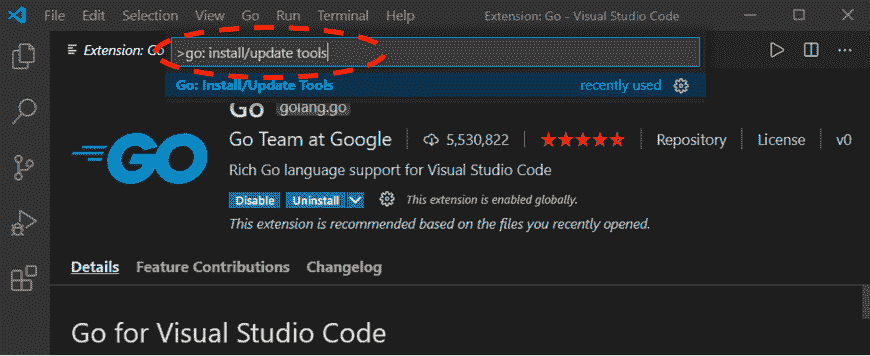 File Edit Selection View Go Run Terminal Help Extension: Go - Visual Studio Code
Extension: Go >go: install/update tools
Go: Install/Update Tools recently used
Go golang.go
GO Go Team at Google 5,530,822 Repository License v0
Rich Go language support for Visual Studio Code
Disable Uninstall This extension is enabled globally.
This extension is recommended based on the files you recently opened.
Details Feature Contributions Changelog
Go for Visual Studio Code